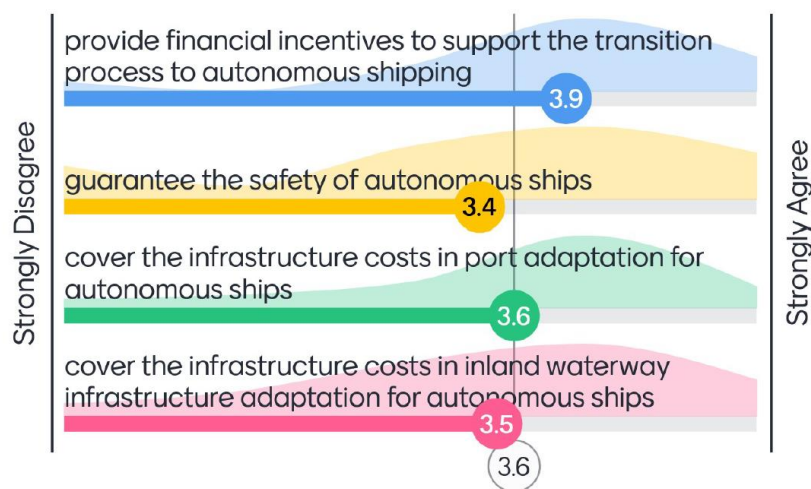 Strongly Disagree
provide financial incentives to support the transition
process to autonomous shipping
3.9
guarantee the safety of autonomous ships
3.4
cover the infrastructure costs in port adaptation for
autonomous ships
3.6
cover the infrastructure costs in inland waterway
infrastructure adaptation for autonomous ships
3.5
3.6
Strongly Agree